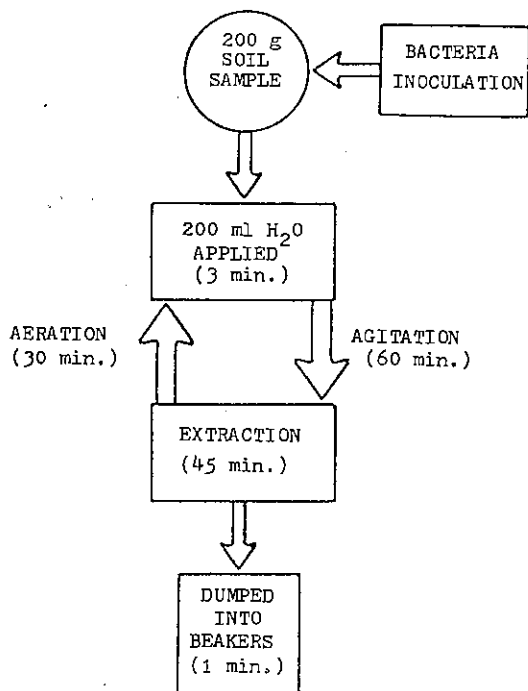 200 g
SOIL
SAMPLE
BACTERIA
INOCULATION
200 ml H2O
APPLIED
(3 min.)
AERATION
(30 min.)
AGITATION
(60 min.)
EXTRACTION
(45 min.)
DUMPED
INTO
BEAKERS
(1 min.)